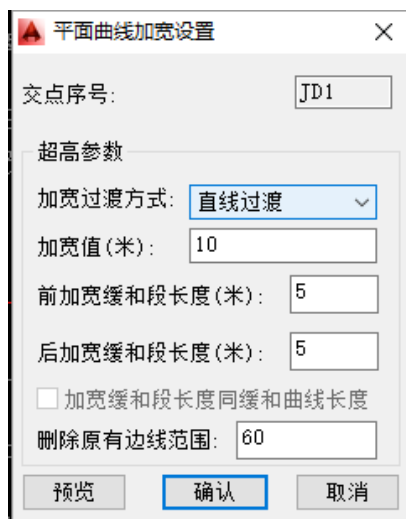 平面曲线加宽设置
交点序号: JD1
超高参数
加宽过渡方式: 直线过渡
加宽值(米): 10
前加宽缓和段长度(米): 5
后加宽缓和段长度(米): 5
加宽缓和段长度同缓和曲线长度
删除原有边线范围: 60
预览 确认 取消